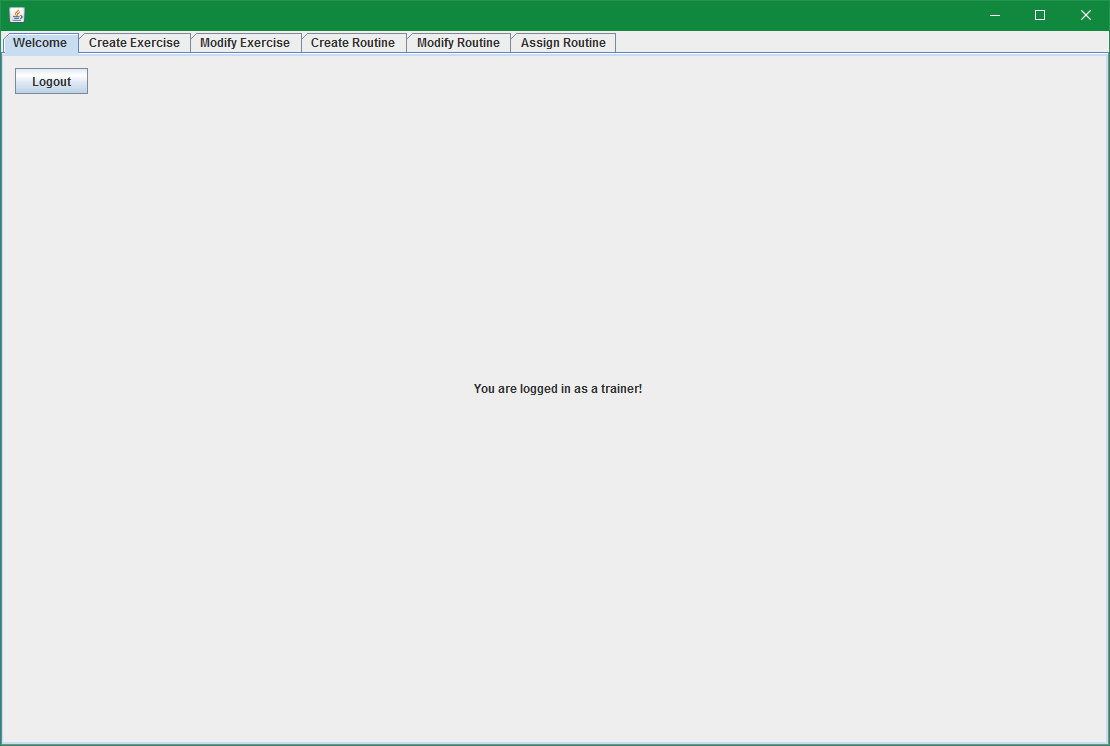 Welcome Create Exercise Modify Exercise Create Routine Modify Routine Assign Routine
Logout
You are logged in as a trainer!